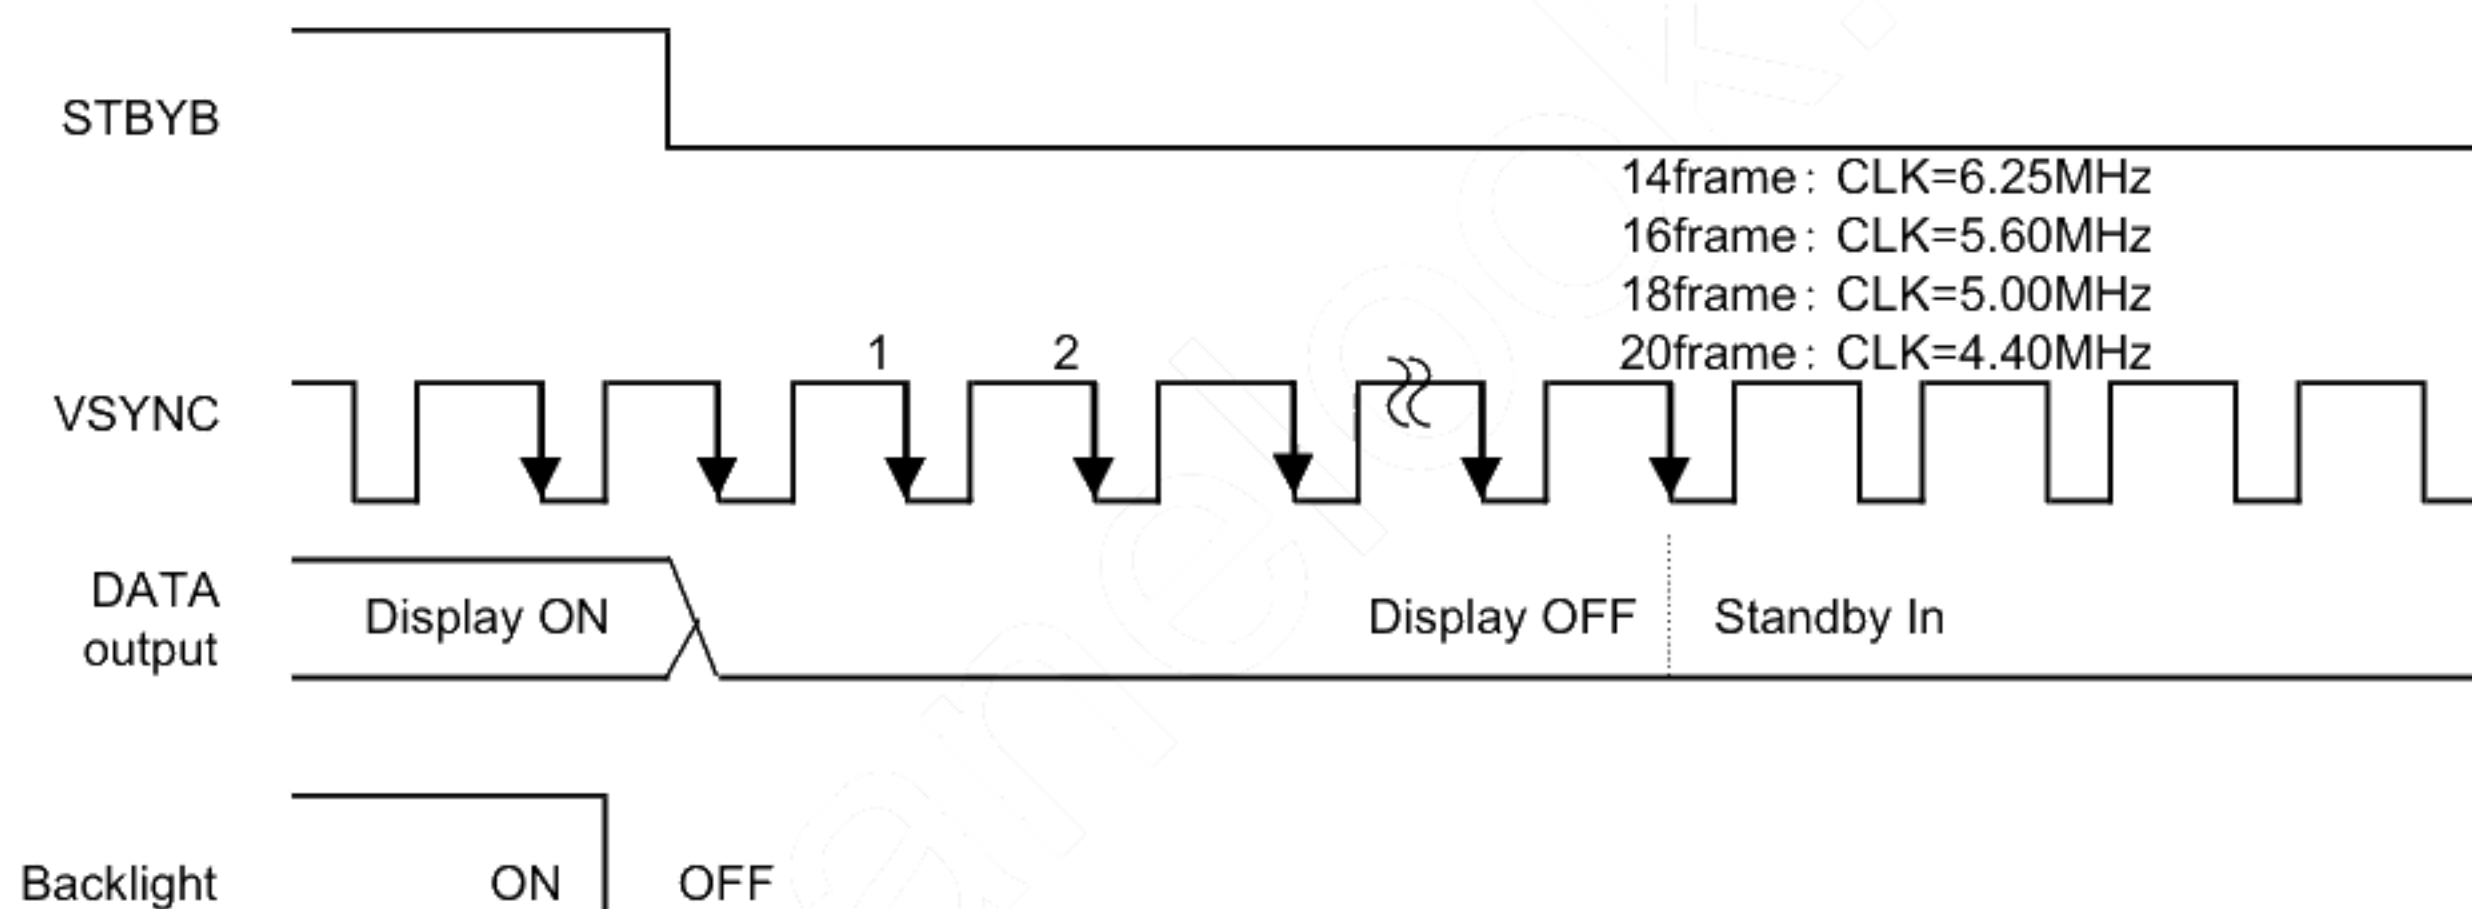 STBYB
14frame: CLK=6.25MHz
16frame: CLK=5.60MHz
18frame: CLK=5.00MHz
20frame: CLK=4.40MHz
1 2
VSYNC
DATA
output
Display ON
Display OFF
Standby In
Backlight
ON
OFF